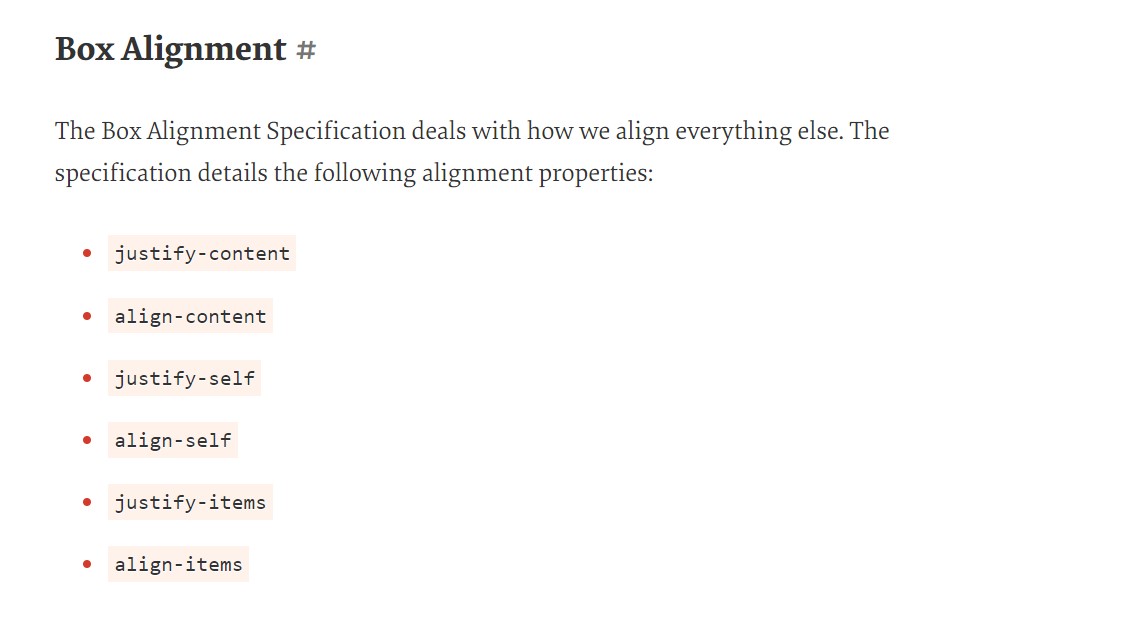 Box Alignment #
The Box Alignment Specification deals with how we align everything else. The
specification details the following alignment properties:
justify-content
align-content
justify-self
align-self
justify-items
align-items